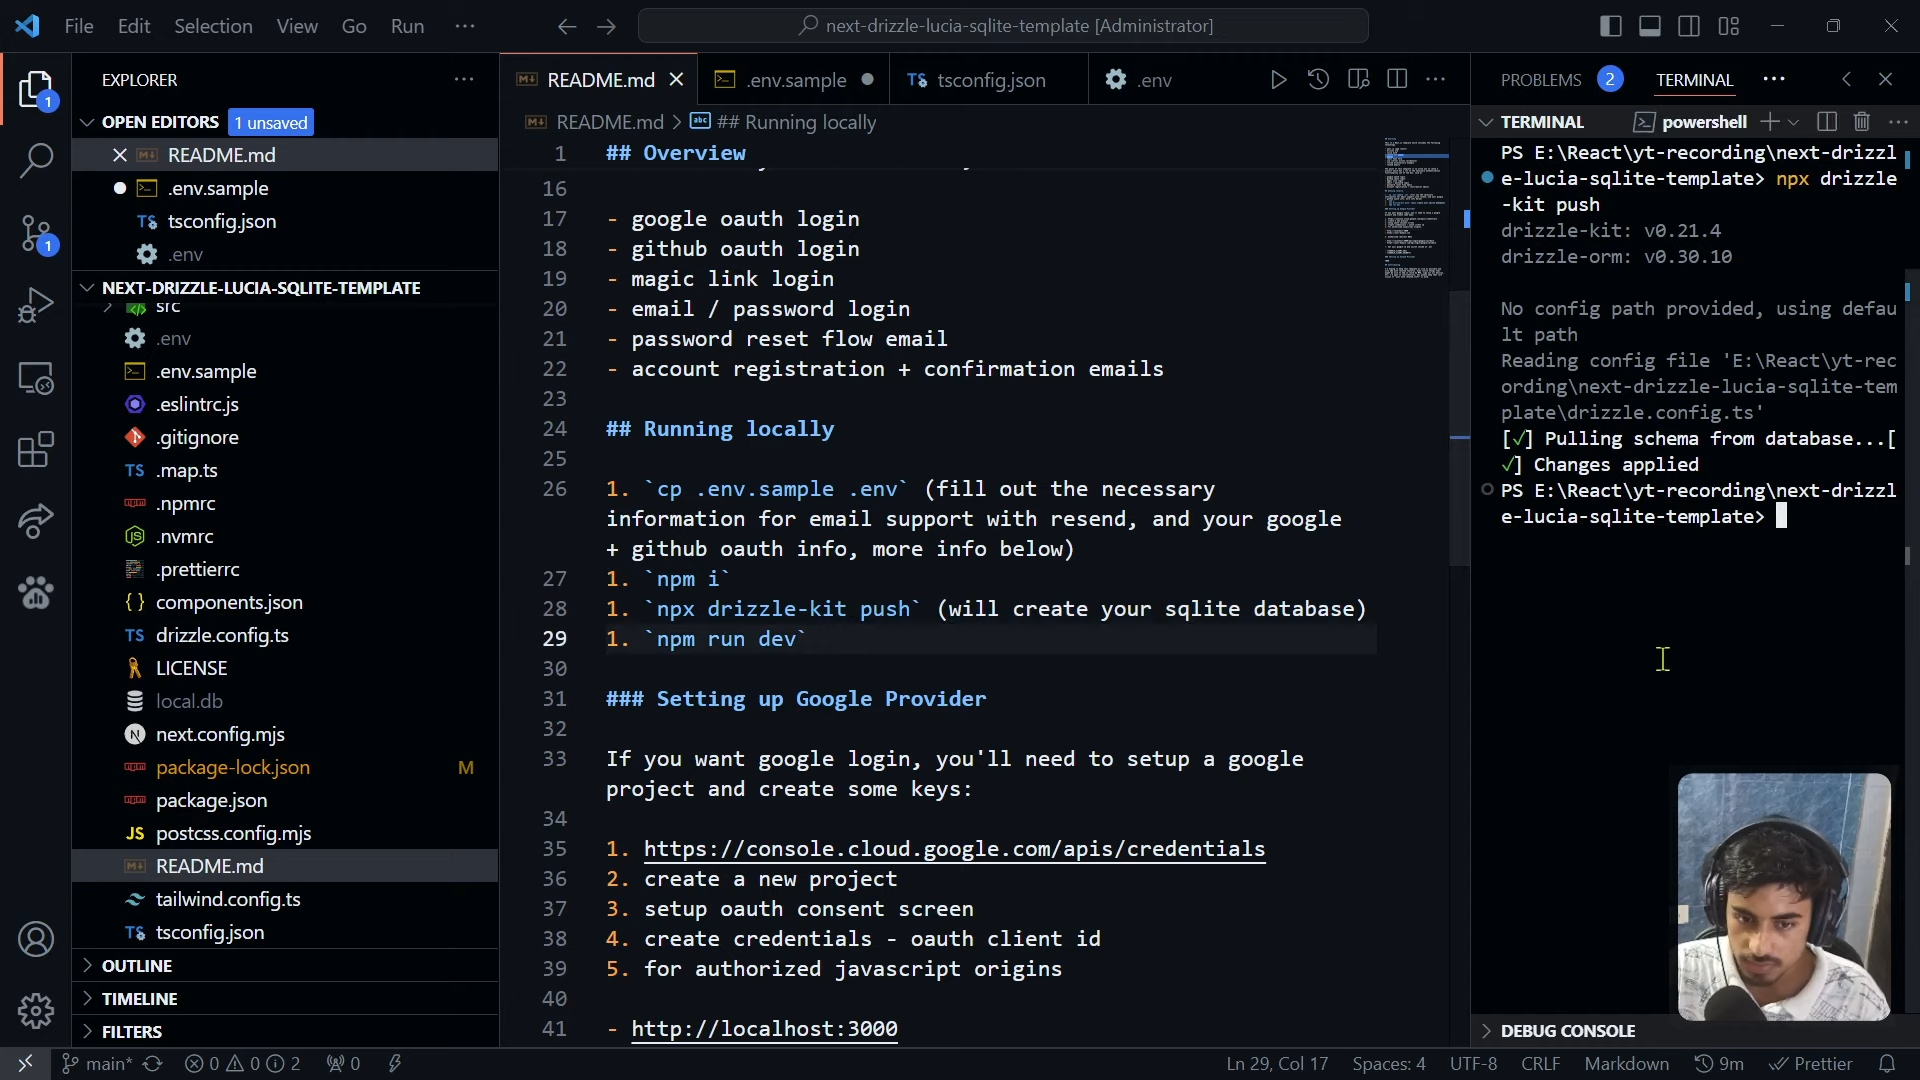 File Edit Selection View Go Run
next-drizzle-lucia-sqlite-template [Administrator]
EXPLORER
OPEN EDITORS 1 unsaved
README.md
.env.sample
TS tsconfig.json
.env
NEXT-DRIZZLE-LUCIA-SQLITE-TEMPLATE
src
.env
.env.sample
.eslintrc.js
.gitignore
TS .map.ts
.npmrc
.nvmrc
.prettierrc
{ } components.json
TS drizzle.config.ts
LICENSE
local.db
next.config.mjs
package-lock.json M
package.json
JS postcss.config.mjs
README.md
tailwind.config.ts
TS tsconfig.json
OUTLINE
TIMELINE
FILTERS
README.md .env.sample TS tsconfig.json .env
README.md > abc ## Running locally
1 ## Overview
16
17 - google oauth login
18 - github oauth login
19 - magic link login
20 - email / password login
21 - password reset flow email
22 - account registration + confirmation emails
23
24 ## Running locally
25
26 1. `cp .env.sample .env` (fill out the necessary
information for email support with resend, and your google
+ github oauth info, more info below)
27 1. `npm i`
28 1. `npx drizzle-kit push` (will create your sqlite database)
29 1. `npm run dev`
30
31 ### Setting up Google Provider
32
33 If you want google login, you'll need to setup a google
project and create some keys:
34
35 1. https://console.cloud.google.com/apis/credentials
36 2. create a new project
37 3. setup oauth consent screen
38 4. create credentials - oauth client id
39 5. for authorized javascript origins
40
41 - http://localhost:3000
PROBLEMS 2 TERMINAL
TERMINAL powershell
PS E:\React\yt-recording\next-drizzl
e-lucia-sqlite-template> npx drizzle
-kit push
drizzle-kit: v0.21.4
drizzle-orm: v0.30.10
No config path provided, using defau
lt path
Reading config file 'E:\React\yt-rec
ording\next-drizzle-lucia-sqlite-tem
plate\drizzle.config.ts'
[✓] Pulling schema from database...[
✓] Changes applied
PS E:\React\yt-recording\next-drizzl
e-lucia-sqlite-template>
DEBUG CONSOLE
1
1
main* 0 0 2 0
Ln 29, Col 17 Spaces: 4 UTF-8 CRLF Markdown 9m Prettier